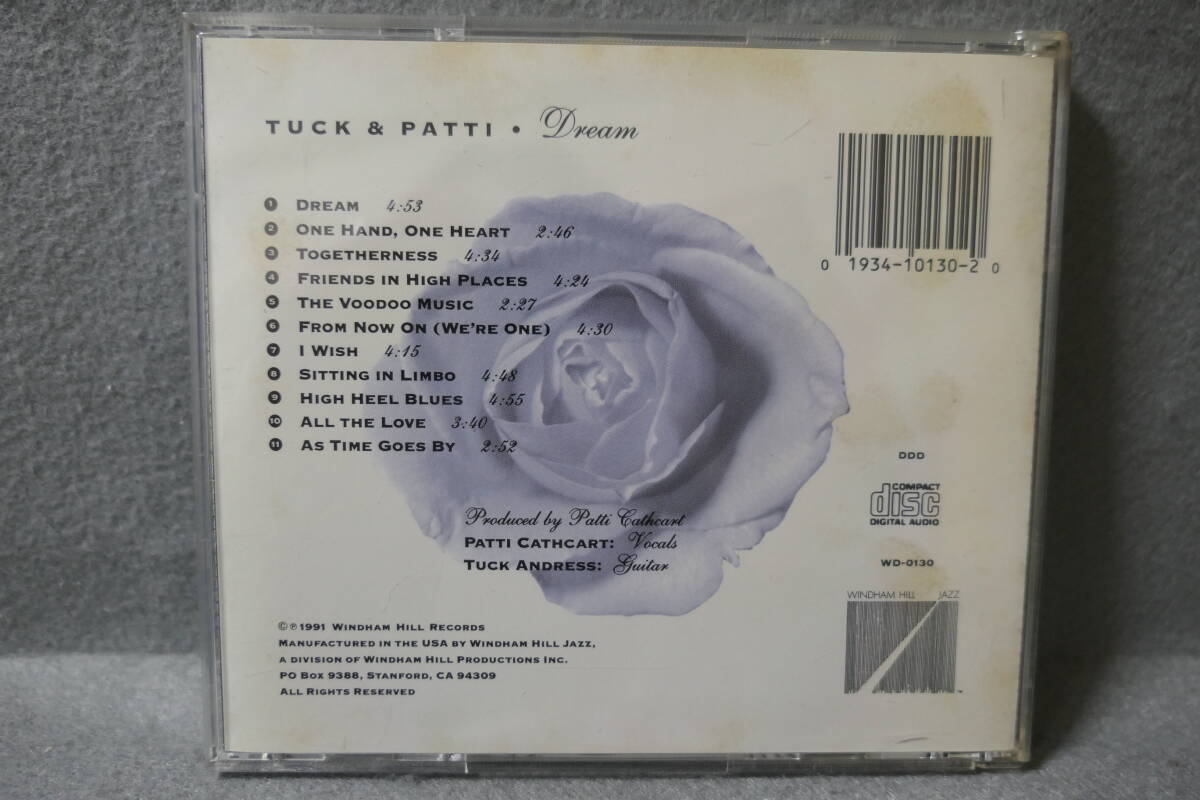 TUCK & PATTI • Dream
1 DREAM 4:53
2 ONE HAND, ONE HEART 2:46
3 TOGETHERNESS 4:34
4 FRIENDS IN HIGH PLACES 4:24
5 THE VOODOO MUSIC 2:27
6 FROM NOW ON (WE'RE ONE) 4:30
7 I WISH 4:15
8 SITTING IN LIMBO 4:48
9 HIGH HEEL BLUES 4:55
10 ALL THE LOVE 3:40
11 AS TIME GOES BY 2:52
Produced by Patti Cathcart
PATTI CATHCART: Vocals
TUCK ANDRESS: Guitar
©℗1991 WINDHAM HILL RECORDS
MANUFACTURED IN THE USA BY WINDHAM HILL JAZZ,
A DIVISION OF WINDHAM HILL PRODUCTIONS INC.
PO BOX 9388, STANFORD, CA 94309
ALL RIGHTS RESERVED
0 1934-10130-2 0
DDD
COMPACT
disc
DIGITAL AUDIO
WD-0130
WINDHAM HILL JAZZ
™